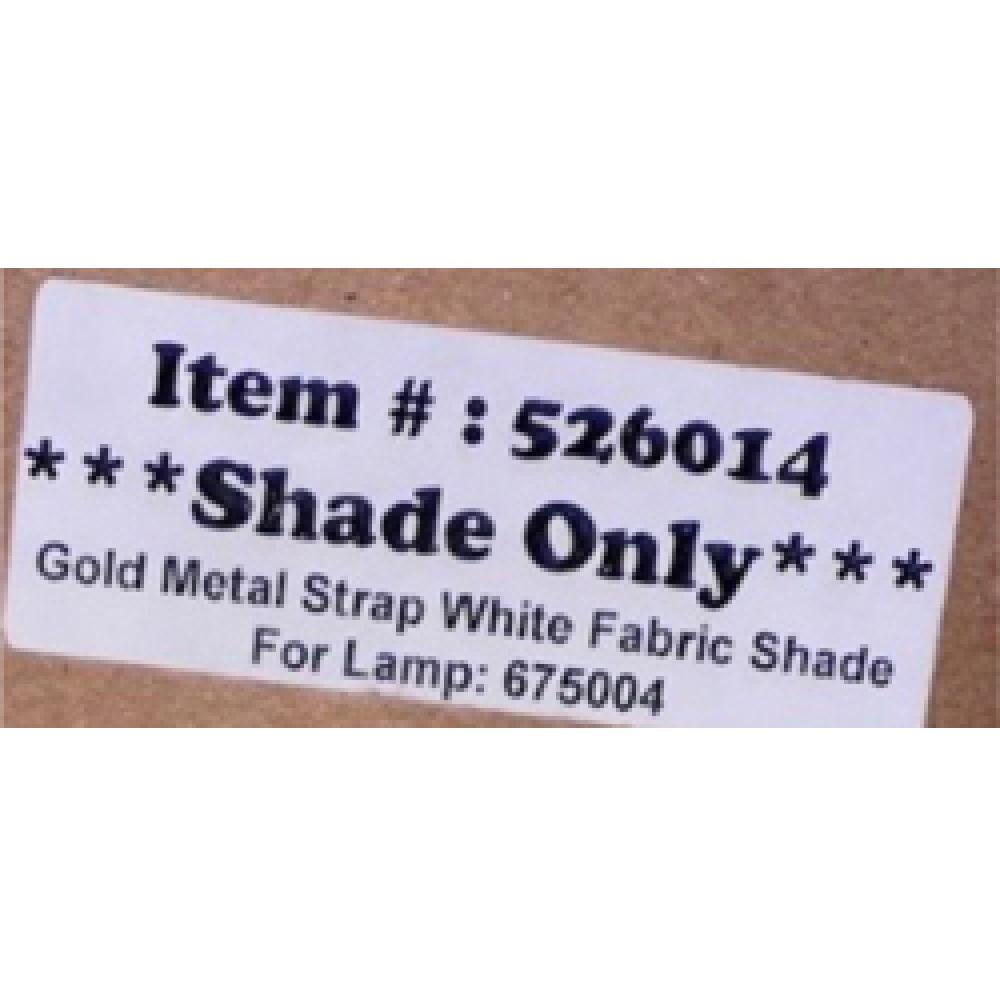 Item # : 526014
***Shade Only***
Gold Metal Strap White Fabric Shade
For Lamp: 675004